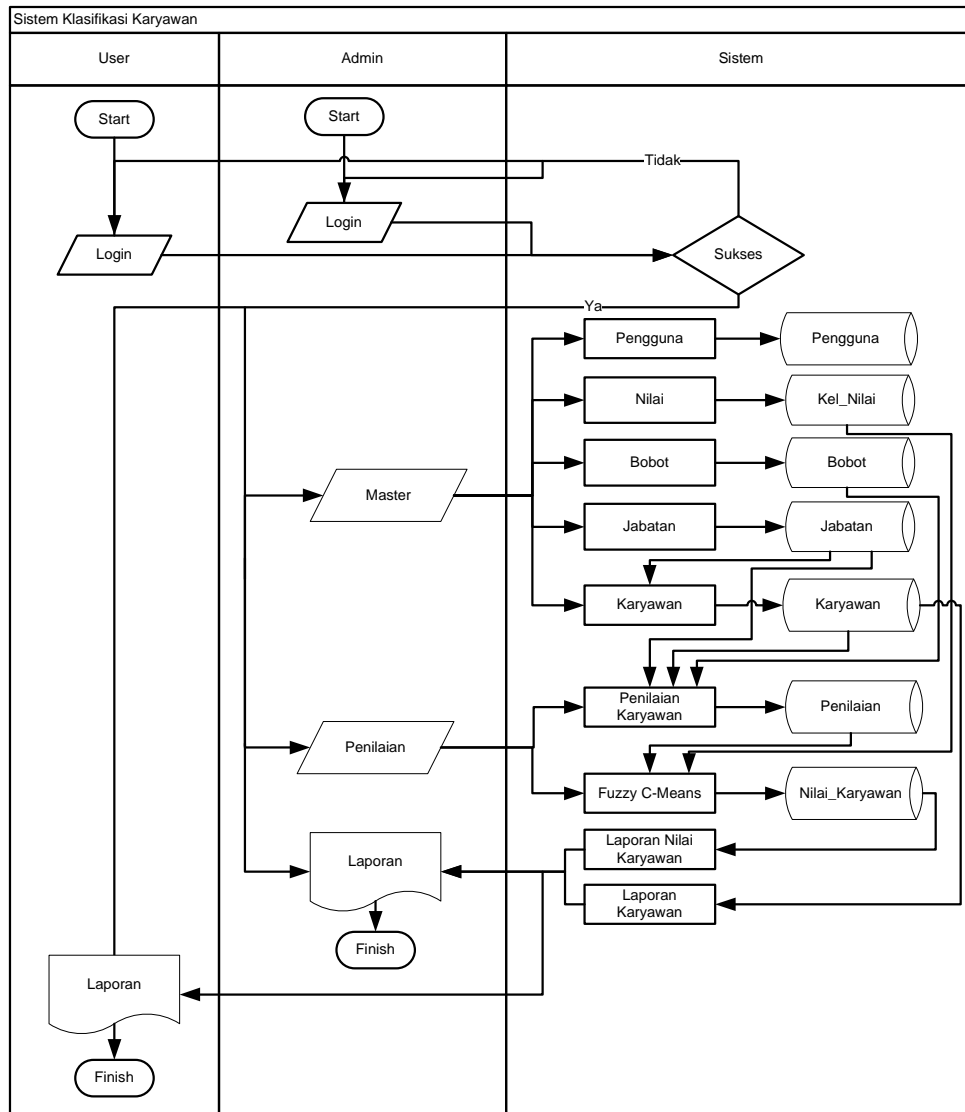 Sistem Klasifikasi Karyawan
User
Admin
Sistem
Start
Start
Tidak
Login
Login
Sukses
Ya
Pengguna
Pengguna
Nilai
Kel_Nilai
Bobot
Bobot
Master
Jabatan
Jabatan
Karyawan
Karyawan
Penilaian
Karyawan
Penilaian
Penilaian
Fuzzy C-Means
Nilai_Karyawan
Laporan Nilai
Karyawan
Laporan
Laporan
Karyawan
Finish
Laporan
Finish